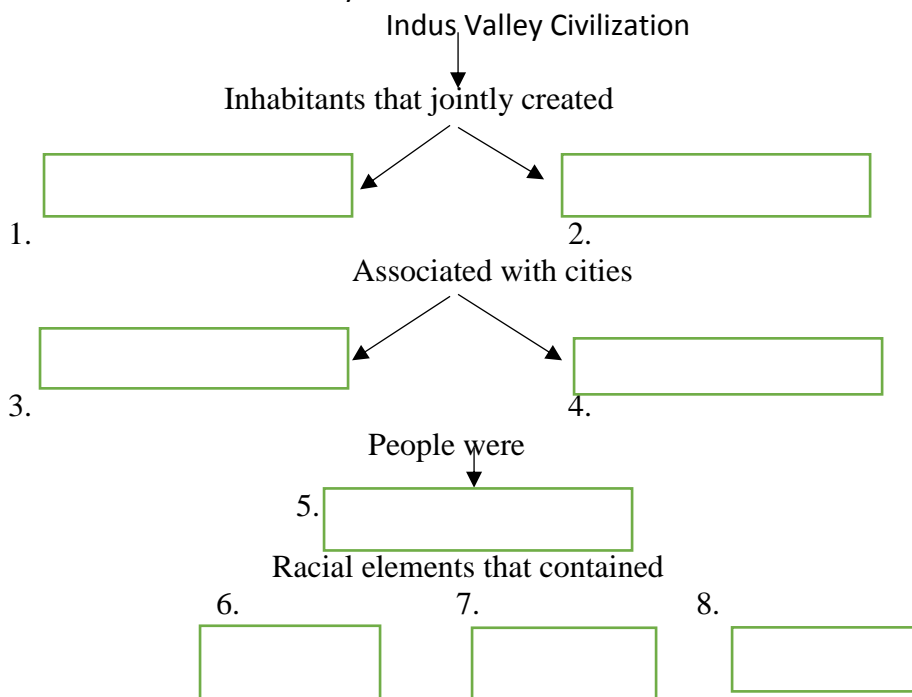 Indus Valley Civilization
Inhabitants that jointly created
1.
2.
Associated with cities
3.
4.
People were
5.
Racial elements that contained
6. 7. 8.